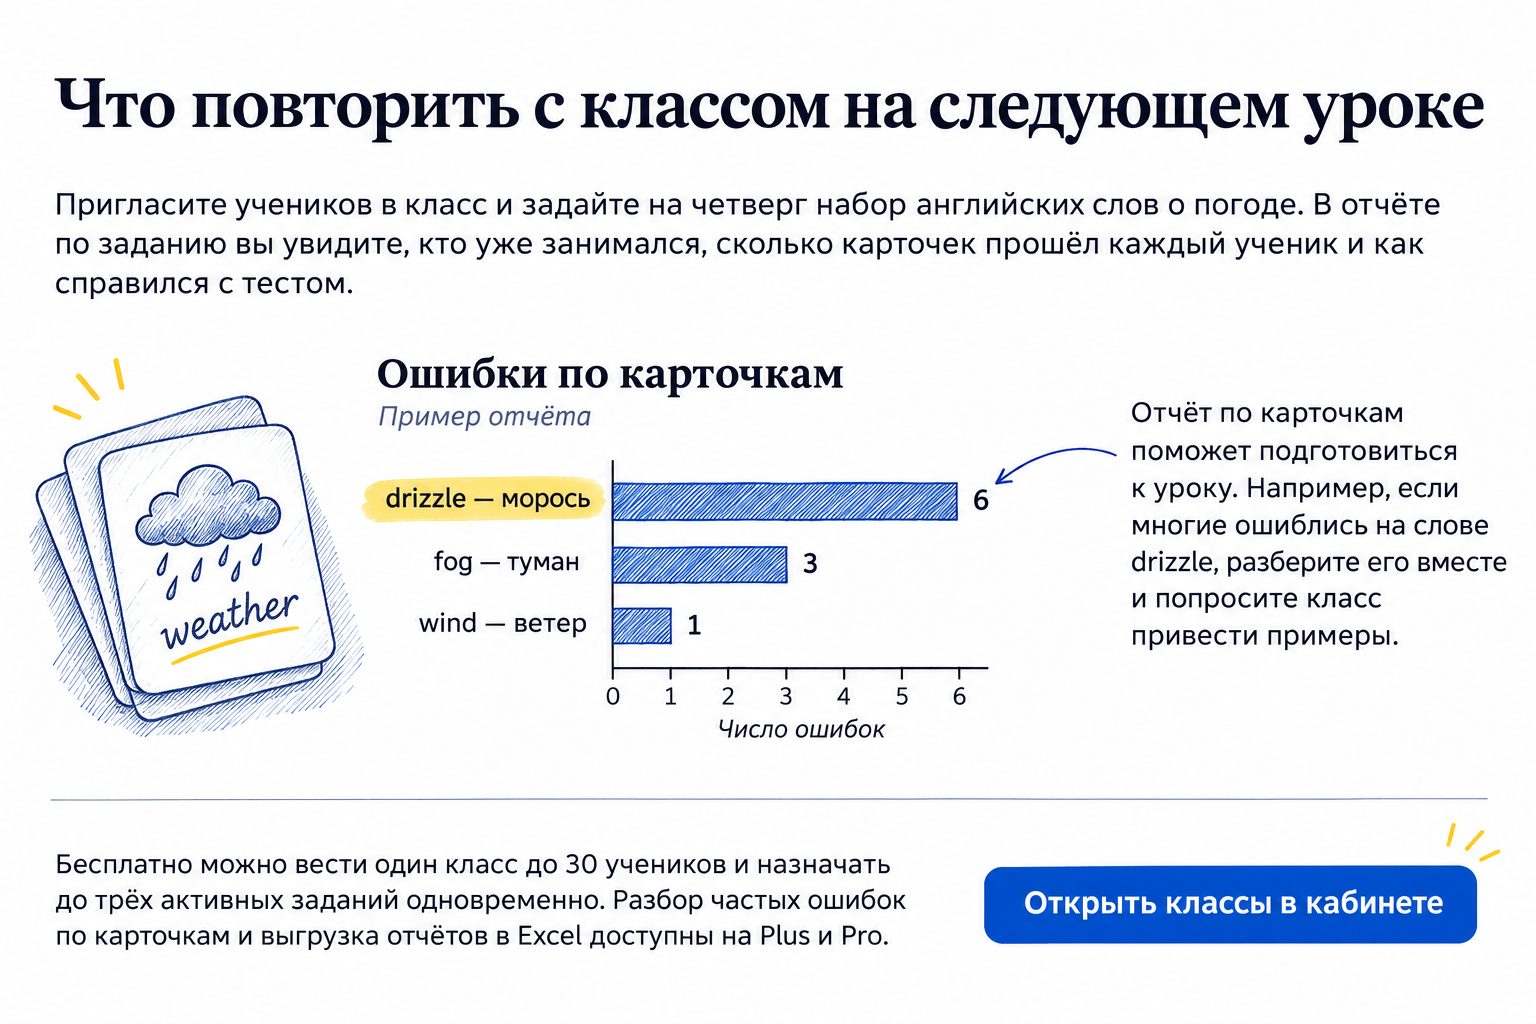 Что повторить с классом на следующем уроке
Пригласите учеников в класс и задайте на четверг набор английских слов о погоде. В отчёте
по заданию вы увидите, кто уже занимался, сколько карточек прошёл каждый ученик и как
справился с тестом.
weather
Ошибки по карточкам
Пример отчёта
drizzle — морось
6
fog — туман
3
wind — ветер
1
0 1 2 3 4 5 6
Число ошибок
Отчёт по карточкам
поможет подготовиться
к уроку. Например, если
многие ошиблись на слове
drizzle, разберите его вместе
и попросите класс
привести примеры.
Бесплатно можно вести один класс до 30 учеников и назначать
до трёх активных заданий одновременно. Разбор частых ошибок
по карточкам и выгрузка отчётов в Excel доступны на Plus и Pro.
Открыть классы в кабинете